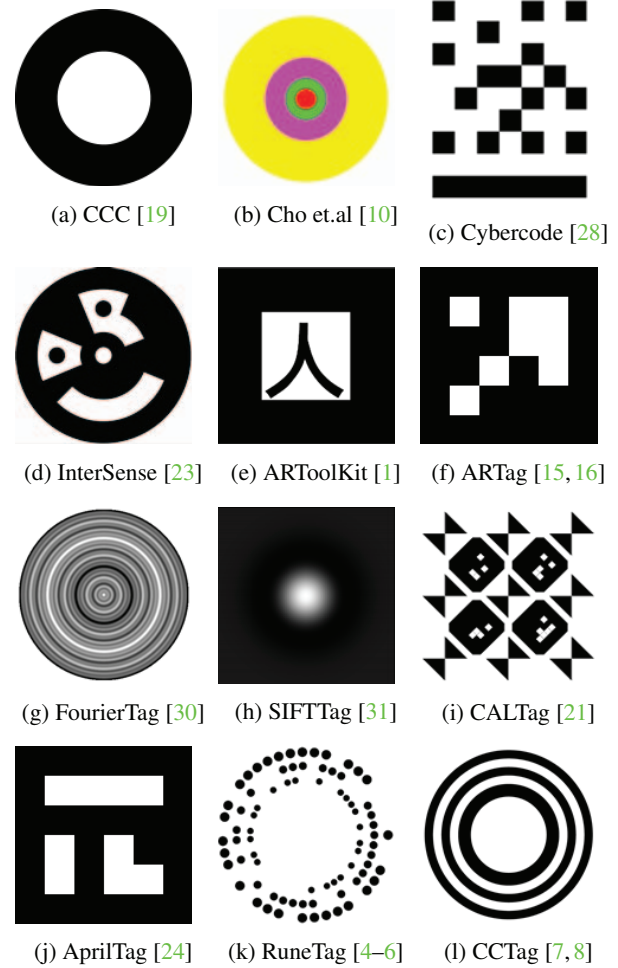 (a) CCC [19]
(b) Cho et.al [10]
(c) Cybercode [28]
人
(d) InterSense [23]
(e) ARToolKit [1]
(f) ARTag [15, 16]
(g) FourierTag [30]
(h) SIFTTag [31]
(i) CALTag [21]
(j) AprilTag [24]
(k) RuneTag [4–6]
(l) CCTag [7, 8]